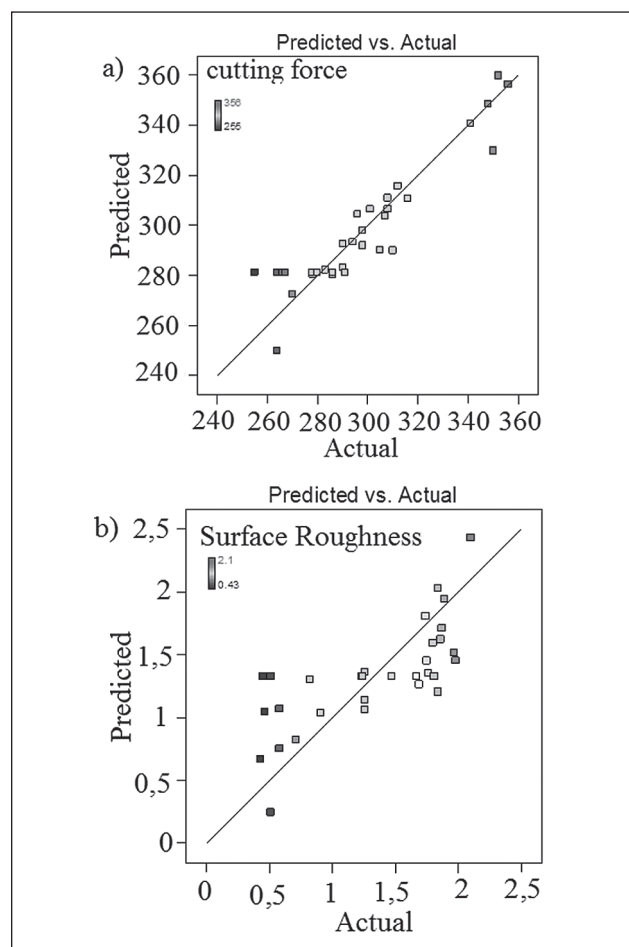 Predicted vs. Actual
a) cutting force
360
356
255
340
320
300
280
260
240
Predicted
240 260 280 300 320 340 360
Actual
Predicted vs. Actual
b) Surface Roughness
2,5
2.1
0.43
2
1,5
1
0,5
0
Predicted
0 0,5 1 1,5 2 2,5
Actual